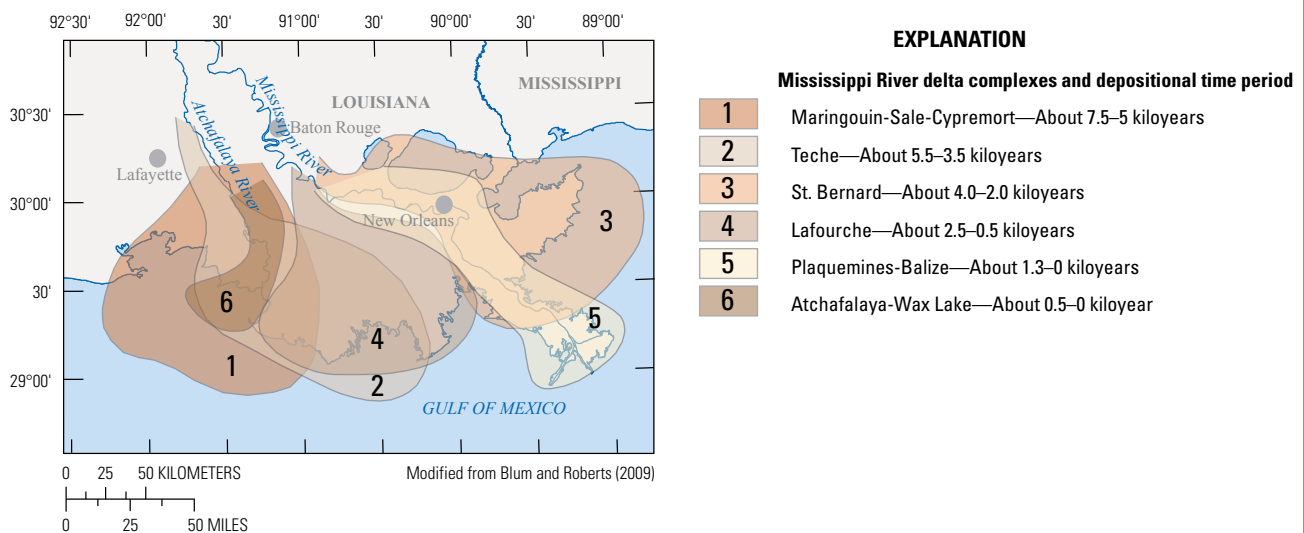 92°30' 92°00' 30' 91°00' 30' 90°00' 30' 89°00'
30°30'
30°00'
30'
29°00'
MISSISSIPPI
LOUISIANA
Mississippi River
Atchafalaya River
Baton Rouge
Lafayette
New Orleans
3
6
5
4
1
2
GULF OF MEXICO
0 25 50 KILOMETERS
0 25 50 MILES
Modified from Blum and Roberts (2009)
EXPLANATION
Mississippi River delta complexes and depositional time period
1 Maringouin-Sale-Cypremort—About 7.5–5 kiloyears
2 Teche—About 5.5–3.5 kiloyears
3 St. Bernard—About 4.0–2.0 kiloyears
4 Lafourche—About 2.5–0.5 kiloyears
5 Plaquemines-Balize—About 1.3–0 kiloyears
6 Atchafalaya-Wax Lake—About 0.5–0 kiloyear